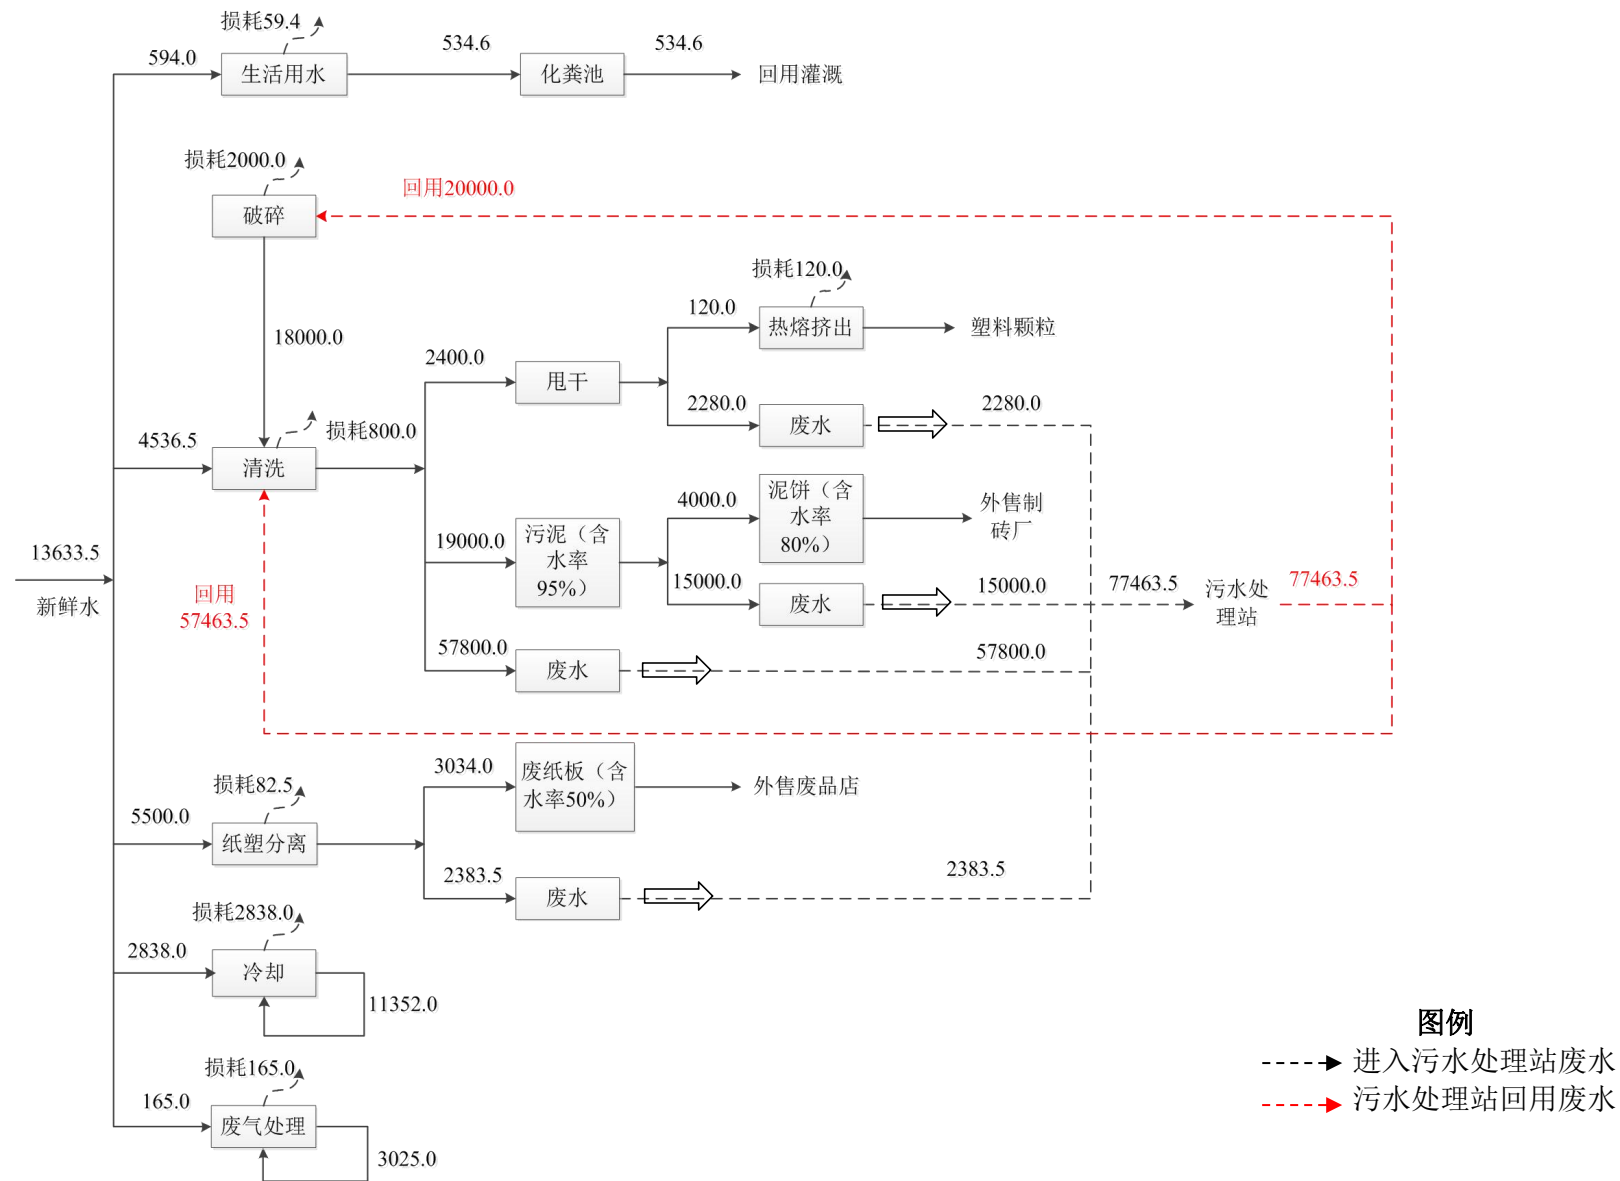 损耗59.4
594.0
生活用水
534.6
化粪池
534.6
回用灌溉
损耗2000.0
破碎
回用20000.0
18000.0
损耗120.0
120.0
热熔挤出
塑料颗粒
2400.0
甩干
2280.0
废水
2280.0
4536.5
清洗
损耗800.0
4000.0
泥饼（含
水率
80%）
外售制
砖厂
19000.0
污泥（含
水率
95%）
15000.0
废水
15000.0
77463.5
污水处
理站
77463.5
13633.5
新鲜水
回用
57463.5
57800.0
废水
57800.0
损耗82.5
5500.0
纸塑分离
3034.0
废纸板（含
水率50%）
外售废品店
2383.5
废水
2383.5
损耗2838.0
2838.0
冷却
11352.0
损耗165.0
165.0
废气处理
3025.0
图例
进入污水处理站废水
污水处理站回用废水